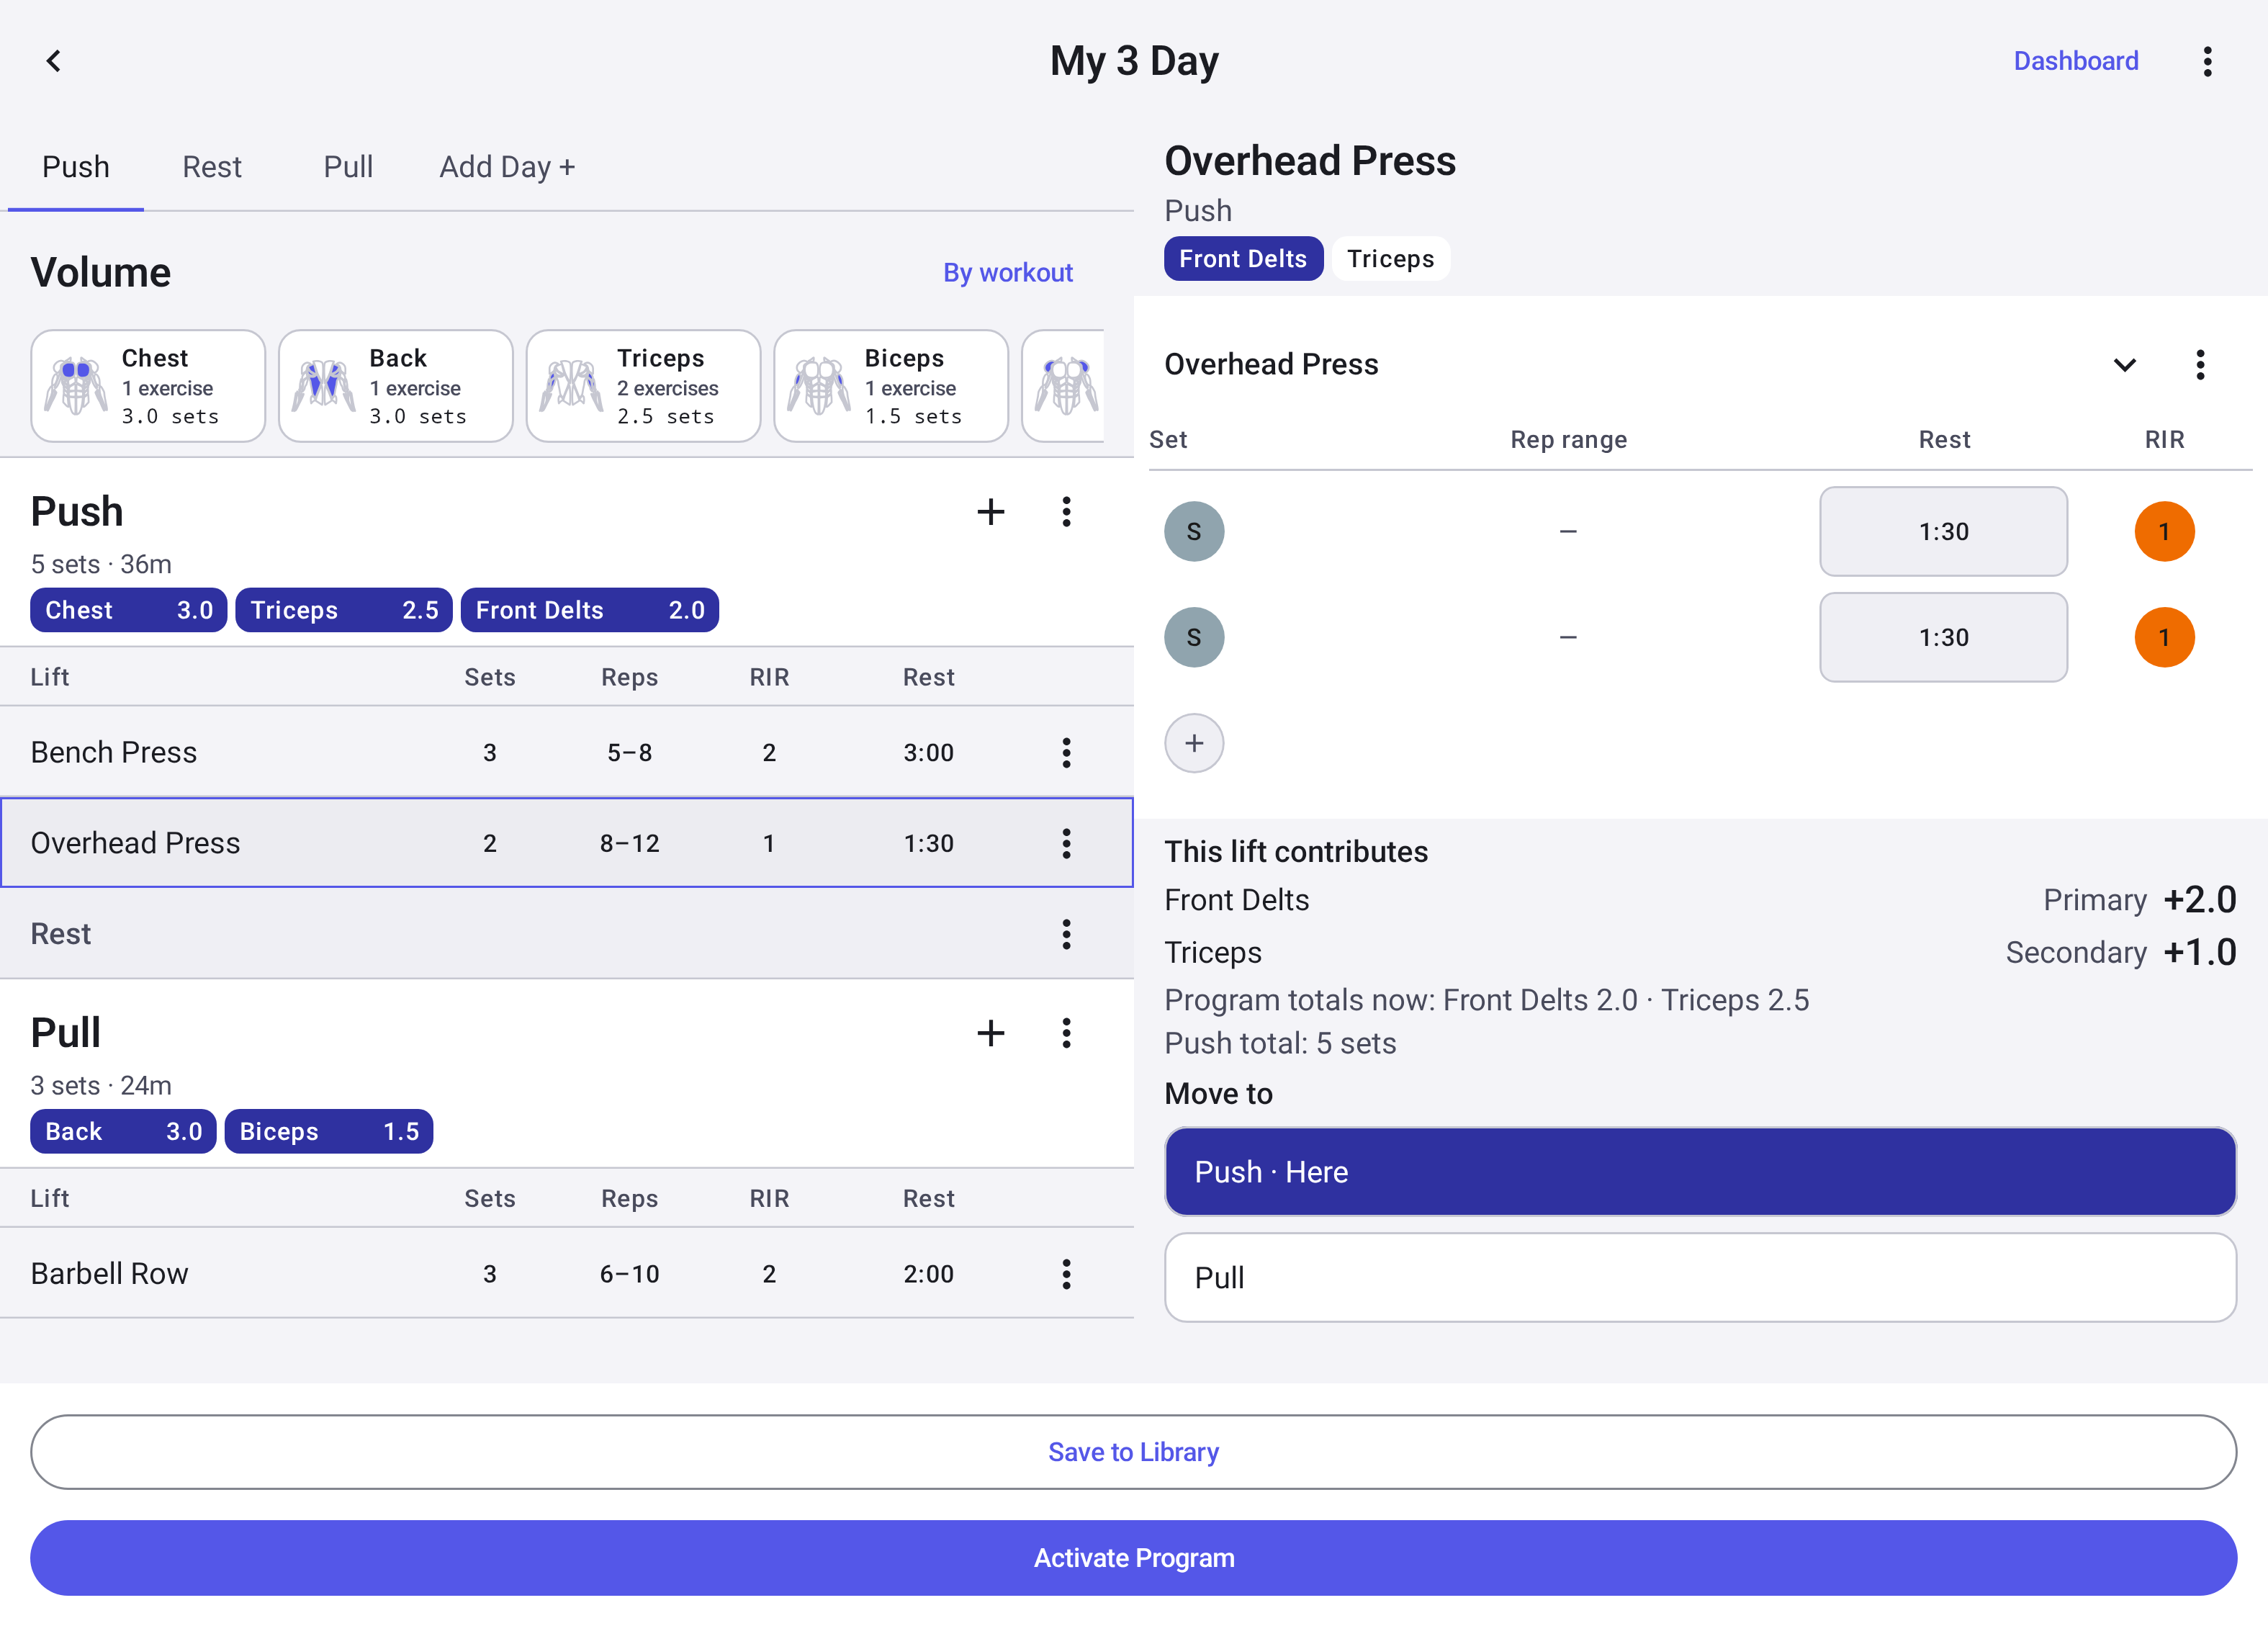 My 3 Day
Dashboard
Push Rest Pull Add Day +
Volume
By workout
Chest
1 exercise
3.0 sets
Back
1 exercise
3.0 sets
Triceps
2 exercises
2.5 sets
Biceps
1 exercise
1.5 sets
Push
5 sets · 36m
Chest 3.0 Triceps 2.5 Front Delts 2.0
Lift Sets Reps RIR Rest
Bench Press 3 5–8 2 3:00
Overhead Press 2 8–12 1 1:30
Rest
Pull
3 sets · 24m
Back 3.0 Biceps 1.5
Lift Sets Reps RIR Rest
Barbell Row 3 6–10 2 2:00
Overhead Press
Push
Front Delts Triceps
Overhead Press
Set Rep range Rest RIR
S – 1:30 1
S – 1:30 1
+
This lift contributes
Front Delts Primary +2.0
Triceps Secondary +1.0
Program totals now: Front Delts 2.0 · Triceps 2.5
Push total: 5 sets
Move to
Push · Here
Pull
Save to Library
Activate Program